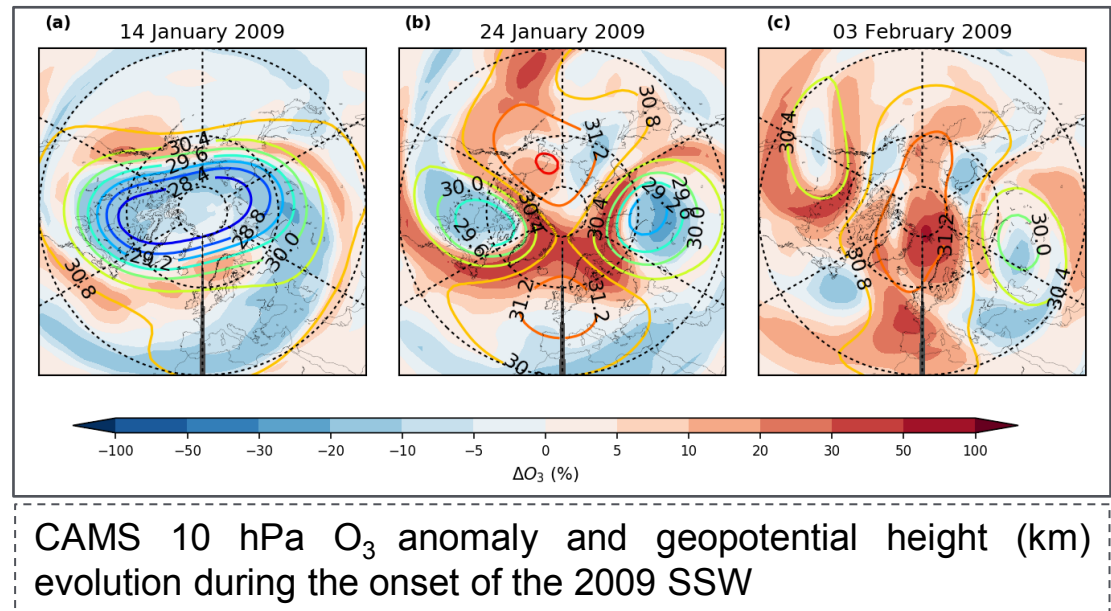 (a)
14 January 2009
(b)
24 January 2009
(c)
03 February 2009
30.4
29.6
28.4
28.8
29.2
30.0
30.8
30.8
31.2
30.0
30.4
29.6
30.4
29.2
29.6
30.0
31.2
31.2
30.4
31.2
30.8
30.0
30.4
−100 −50 −30 −20 −10 −5 0 5 10 20 30 50 100
ΔO₃ (%)
CAMS 10 hPa O₃ anomaly and geopotential height (km)
evolution during the onset of the 2009 SSW